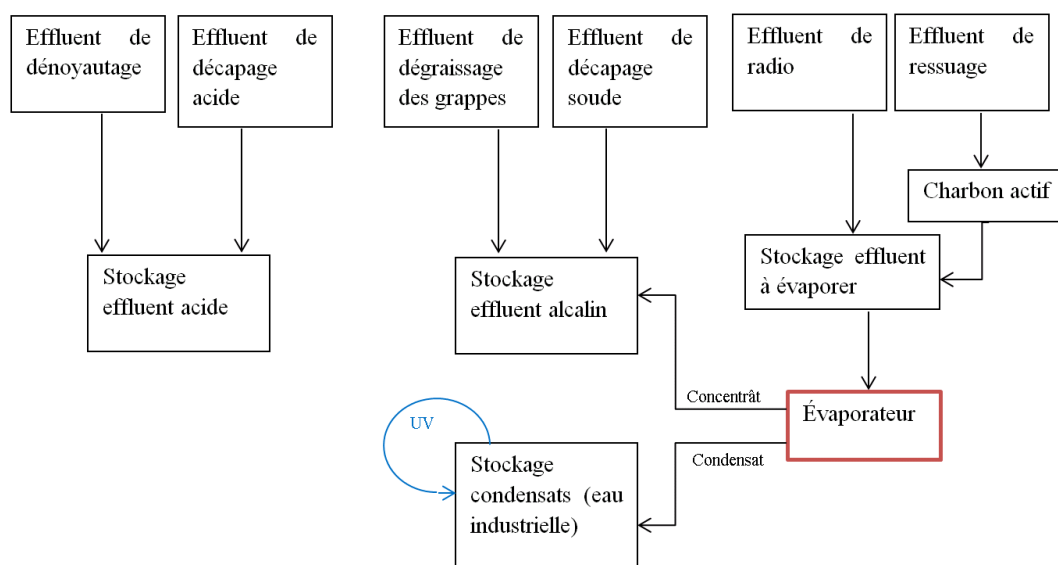 Effluent de
dénoyautage
Effluent de
décapage
acide
Effluent de
dégraissage
des grappes
Effluent de
décapage
soude
Effluent de
radio
Effluent de
ressuage
Charbon actif
Stockage
effluent acide
Stockage
effluent alcalin
Stockage effluent
à évaporer
Concentrât
Évaporateur
UV
Condensat
Stockage
condensats (eau
industrielle)